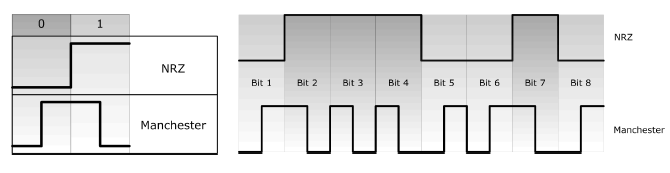 0 1
NRZ
Manchester
NRZ
Bit 1 Bit 2 Bit 3 Bit 4 Bit 5 Bit 6 Bit 7 Bit 8
Manchester